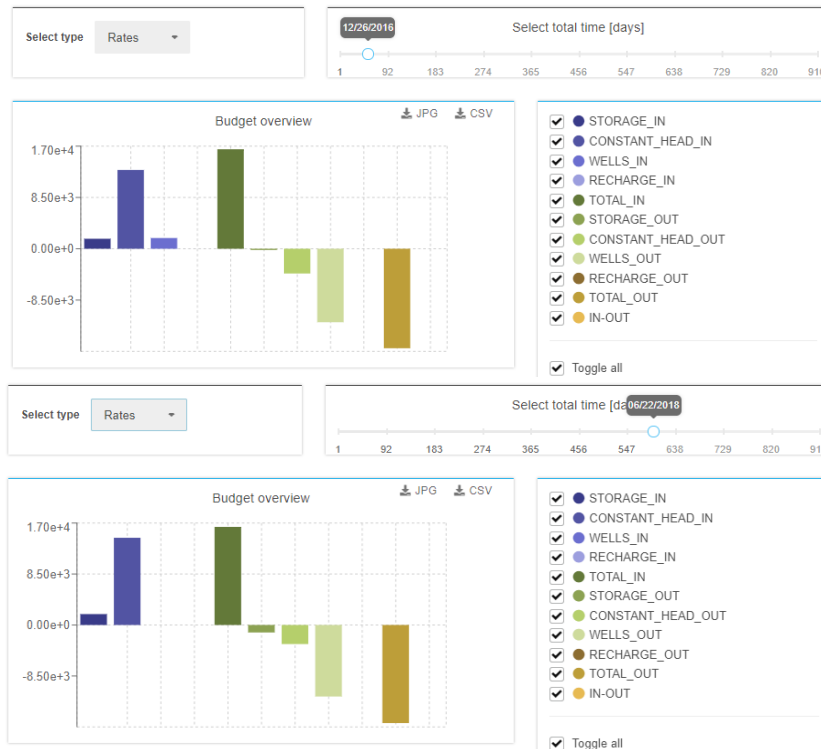 Select type Rates
12/26/2016 Select total time [days]
1 92 183 274 365 456 547 638 729 820 910
Budget overview
JPG CSV
1.70e+4
8.50e+3
0.00e+0
-8.50e+3
STORAGE_IN
CONSTANT_HEAD_IN
WELLS_IN
RECHARGE_IN
TOTAL_IN
STORAGE_OUT
CONSTANT_HEAD_OUT
WELLS_OUT
RECHARGE_OUT
TOTAL_OUT
IN-OUT
Toggle all
Select type Rates
Select total time [da 06/22/2018
1 92 183 274 365 456 547 638 729 820 91
Budget overview
JPG CSV
1.70e+4
8.50e+3
0.00e+0
-8.50e+3
STORAGE_IN
CONSTANT_HEAD_IN
WELLS_IN
RECHARGE_IN
TOTAL_IN
STORAGE_OUT
CONSTANT_HEAD_OUT
WELLS_OUT
RECHARGE_OUT
TOTAL_OUT
IN-OUT
Toggle all